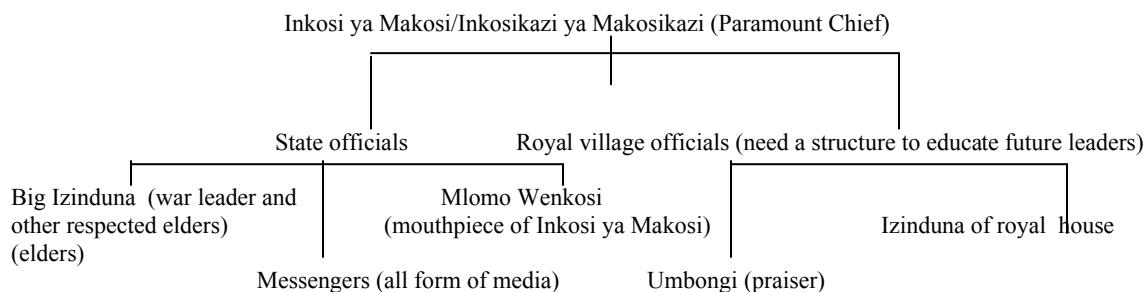 Inkosi ya Makosi/Inkosikazi ya Makosikazi (Paramount Chief)
State officials
Royal village officials (need a structure to educate future leaders)
Big Izinduna (war leader and
other respected elders)
(elders)
Mlomo Wenkosi
(mouthpiece of Inkosi ya Makosi)
Izinduna of royal house
Messengers (all form of media)
Umbongi (praiser)